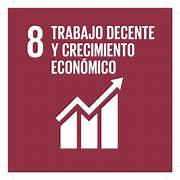 8 TRABAJO DECENTE
Y CRECIMIENTO
ECONÓMICO